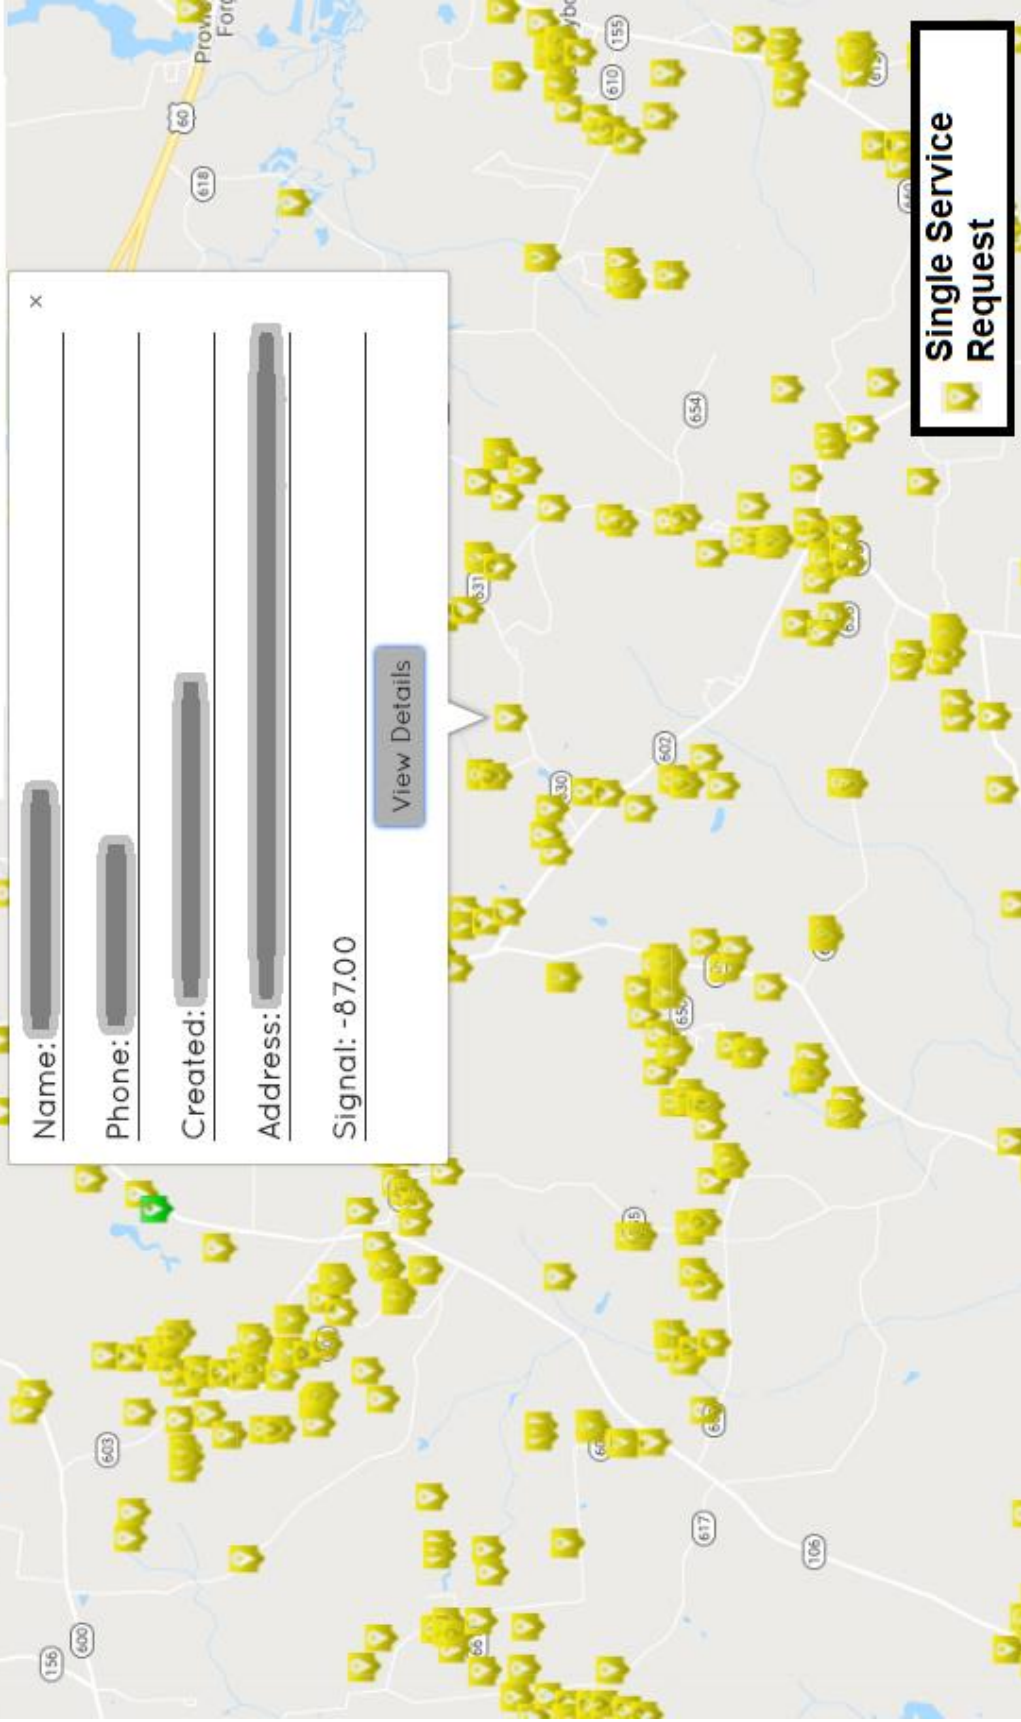 ×
Name:
Phone:
Created:
Address:
Signal: -87.00
View Details
Single Service
Request
60
618
155
610
654
631
602
650
603
617
106
156
600